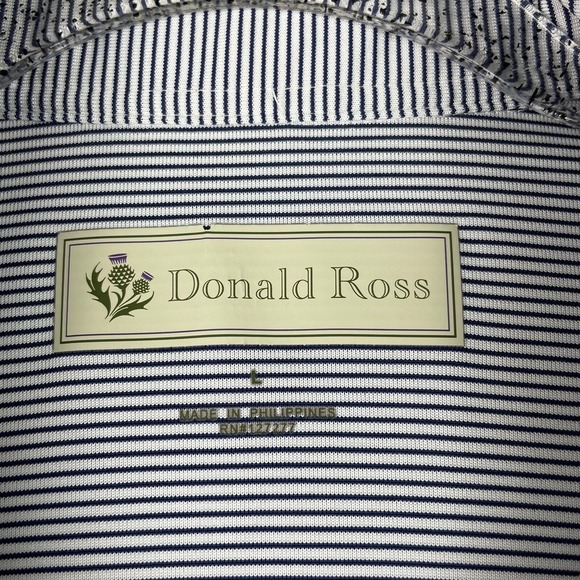 Donald Ross
L
MADE IN PHILIPPINES
RN#127277